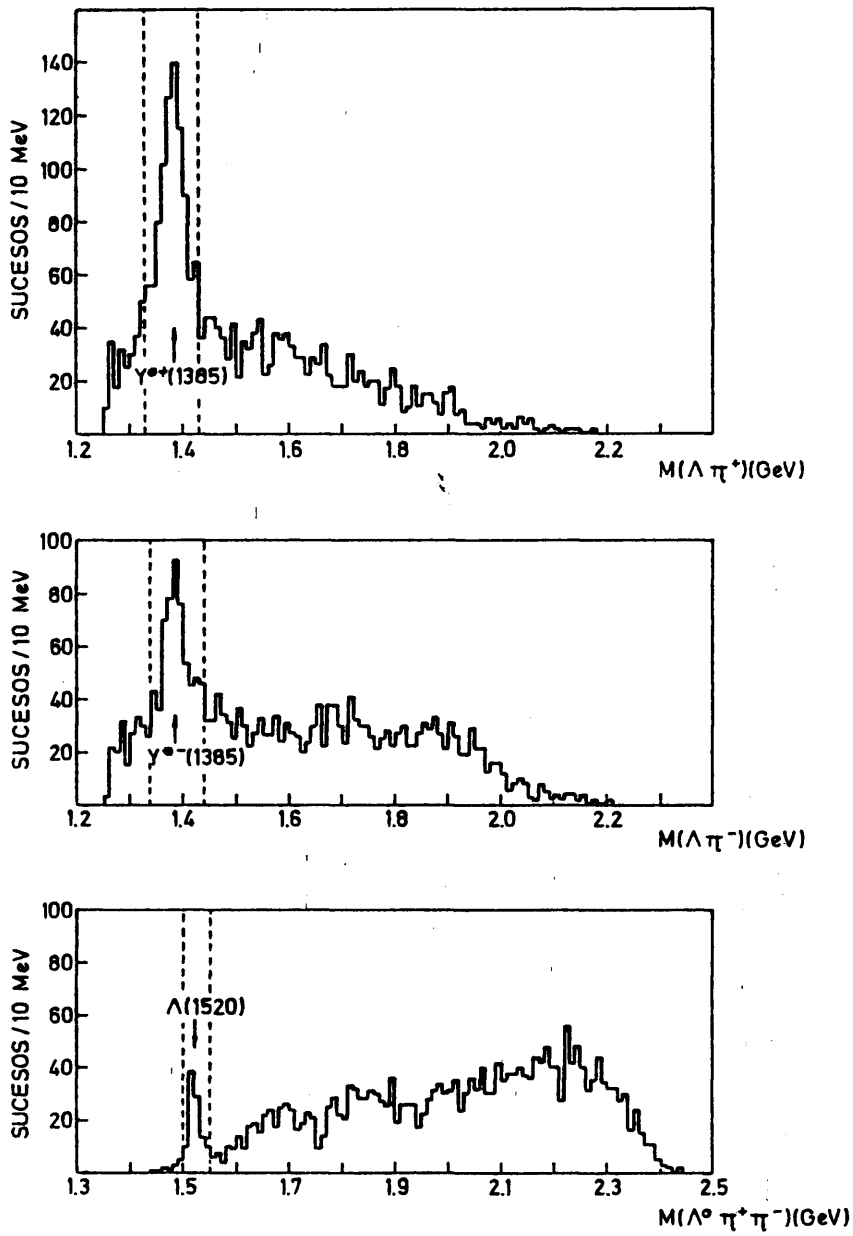 SUCESOS / 10 MeV
140
120
100
80
60
40
20
Y*+(1385)
1.2 1.4 1.6 1.8 2.0 2.2
M(Λ π⁺)(GeV)
SUCESOS / 10 MeV
100
80
60
40
20
Y*-(1385)
1.2 1.4 1.6 1.8 2.0 2.2
M(Λ π⁻)(GeV)
SUCESOS / 10 MeV
100
80
60
40
20
Λ(1520)
1.3 1.5 1.7 1.9 2.1 2.3 2.5
M(Λ⁰ π⁺ π⁻)(GeV)